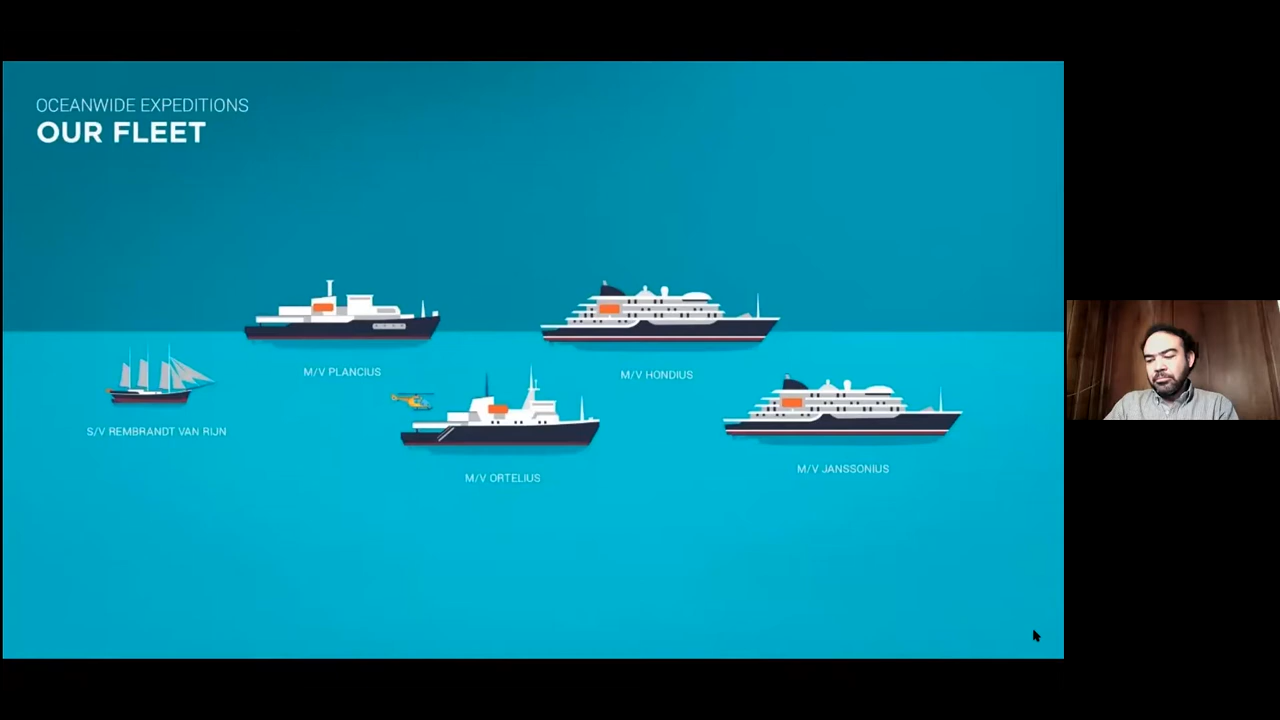 OCEANWIDE EXPEDITIONS
OUR FLEET
M/V PLANCIUS
M/V HONDIUS
S/V REMBRANDT VAN RIJN
M/V ORTELIUS
M/V JANSSONIUS